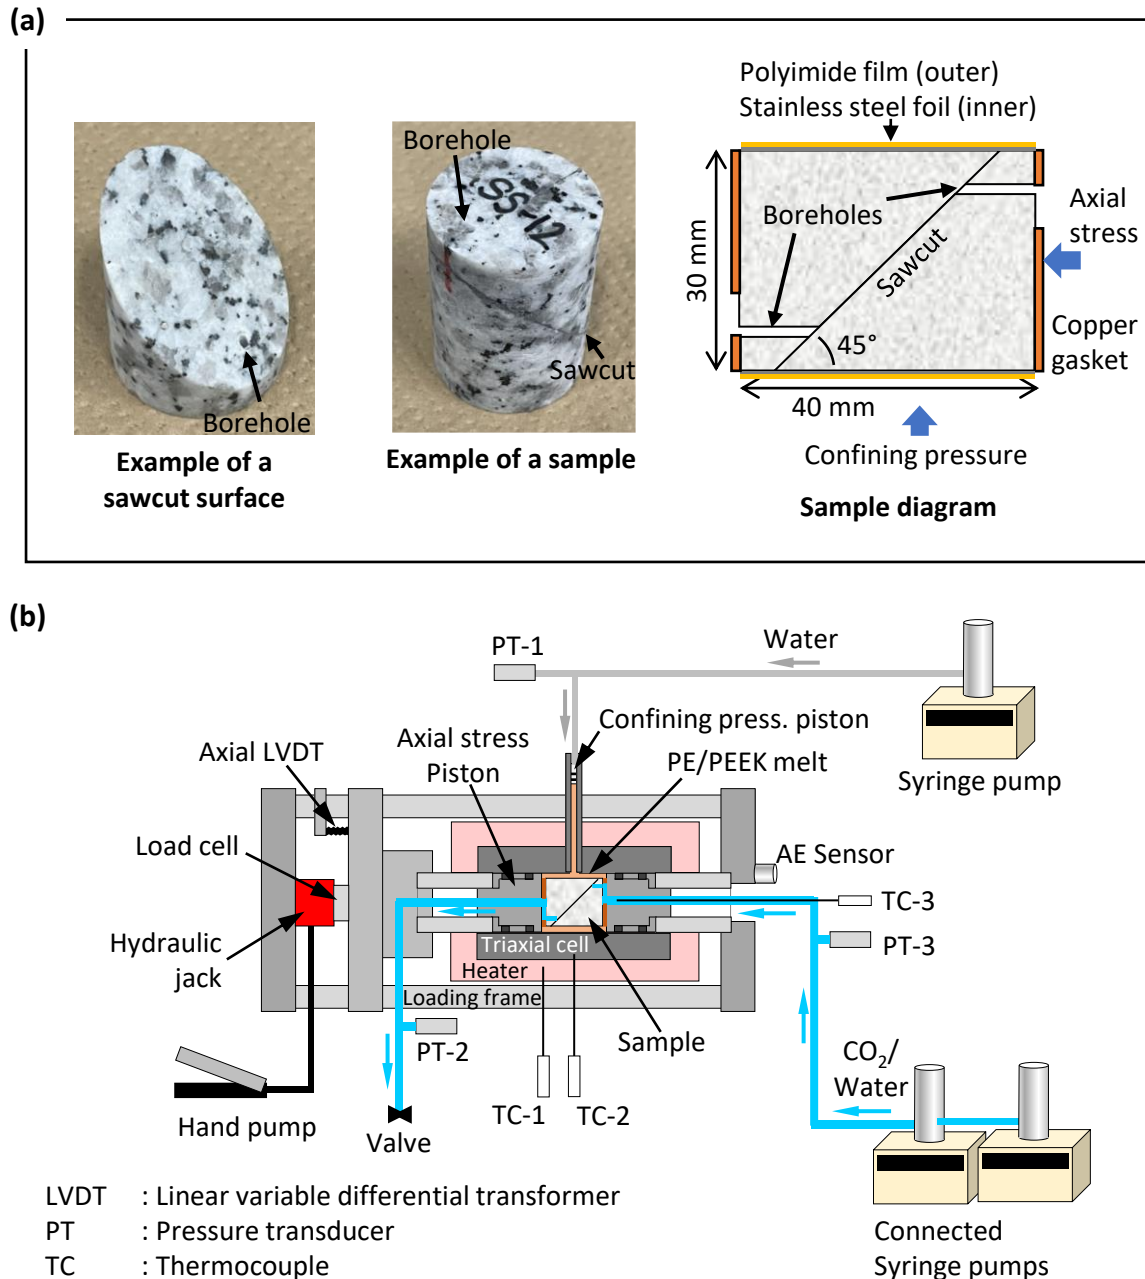 (a)
Polyimide film (outer)
Stainless steel foil (inner)
Borehole
SS-12
Sawcut
Borehole
Example of a
sawcut surface
Example of a sample
Boreholes
Sawcut
45°
30 mm
40 mm
Axial
stress
Copper
gasket
Confining pressure
Sample diagram
(b)
Water
PT-1
Confining press. piston
Axial stress
Piston
PE/PEEK melt
Axial LVDT
Syringe pump
Load cell
AE Sensor
TC-3
Hydraulic
jack
PT-3
Triaxial cell
Heater
Loading frame
Sample
PT-2
CO₂/
Water
TC-1
TC-2
Hand pump
Valve
LVDT : Linear variable differential transformer
PT : Pressure transducer
TC : Thermocouple
Connected
Syringe pumps